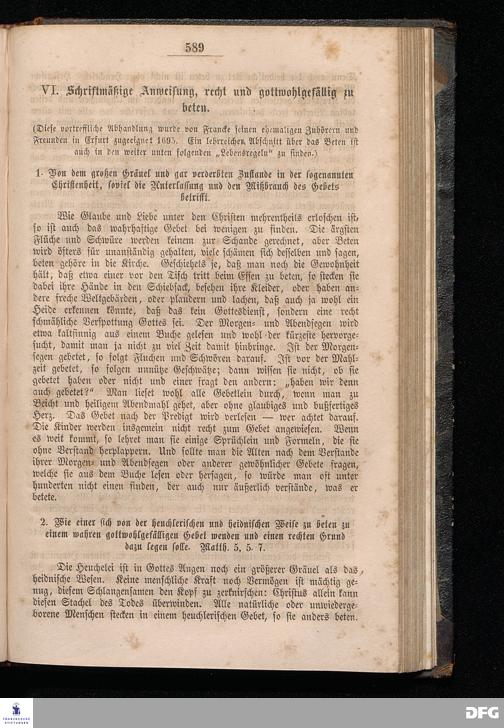 589
VI. Schriftmäßige Anweisung, recht und gottwohlgefällig zu
beten.
(Diese vortreffliche Abhandlung wurde von Francke seinen ehemaligen Zuhörern und
Freunden in Erfurt zugeeignet 1695. Ein lehrreicher Abschnitt über das Beten ist
auch in den weiter unten folgenden „Lebensregeln“ zu finden.)
1. Von dem großen Gräuel und gar verderbten Zustande in der sogenannten
Christenheit, soviel die Unterlassung und den Mißbrauch des Gebets
betrifft.
Wie Glaube und Liebe unter den Christen mehrentheils erloschen ist,
so ist auch das wahrhaftige Gebet bei wenigen zu finden. Die ärgsten
Flüche und Schwüre werden keinem zur Schande gerechnet, aber Beten
wird öfters für unanständig gehalten, viele schämen sich desselben und sagen,
beten gehöre in die Kirche. Geschiehets je, daß man noch die Gewohnheit
hält, daß etwa einer vor den Tisch tritt beim Essen zu beten, so stecken sie
dabei ihre Hände in den Schiebsack, besehen ihre Kleider, oder haben an-
dere freche Weltgebärden, oder plaudern und lachen, daß auch ja wohl ein
Heide erkennen könnte, daß das kein Gottesdienst, sondern eine recht
schmähliche Verspottung Gottes sei. Der Morgen- und Abendsegen wird
etwa kaltsinnig aus einem Buche gelesen und wohl der kürzeste hervorge-
sucht, damit man ja nicht zu viel Zeit damit hinbringe. Ist der Morgen-
segen gebetet, so folgt Fluchen und Schwören darauf. Ist vor der Mahl-
zeit gebetet, so folgen unnütze Geschwätze; dann wissen sie nicht, ob sie
gebetet haben oder nicht und einer fragt den andern: „haben wir denn
auch gebetet?“ Man lieset wohl alle Gebetlein durch, wenn man zu
Beicht und heiligem Abendmahl gehet, aber ohne glaubiges und bußfertiges
Herz. Das Gebet nach der Predigt wird verlesen — wer achtet darauf.
Die Kinder werden insgemein nicht recht zum Gebet angewiesen. Wenn
es weit kommt, so lehret man sie einige Sprüchlein und Formeln, die sie
ohne Verstand herplappern. Und sollte man die Alten nach dem Verstande
ihrer Morgen- und Abendsegen oder anderer gewöhnlicher Gebete fragen,
welche sie aus dem Buche lesen oder hersagen, so würde man oft unter
hunderten nicht einen finden, der auch nur äußerlich verstände, was er
betete.
2. Wie einer sich von der heuchlerischen und heidnischen Weise zu beten zu
einem wahren gottwohlgefälligen Gebet wenden und einen rechten Grund
dazu legen solle. Matth. 5, 5. 7.
Die Heuchelei ist in Gottes Augen noch ein größerer Gräuel als das
heidnische Wesen. Keine menschliche Kraft noch Vermögen ist mächtig ge-
nug, diesem Schlangensamen den Kopf zu zerknirschen: Christus allein kann
diesen Stachel des Todes überwinden. Alle natürliche oder unwiederge-
borene Menschen stecken in einem heuchlerischen Gebet, so sie anders beten.
FRANCKESCHE
STIFTUNGEN
DFG